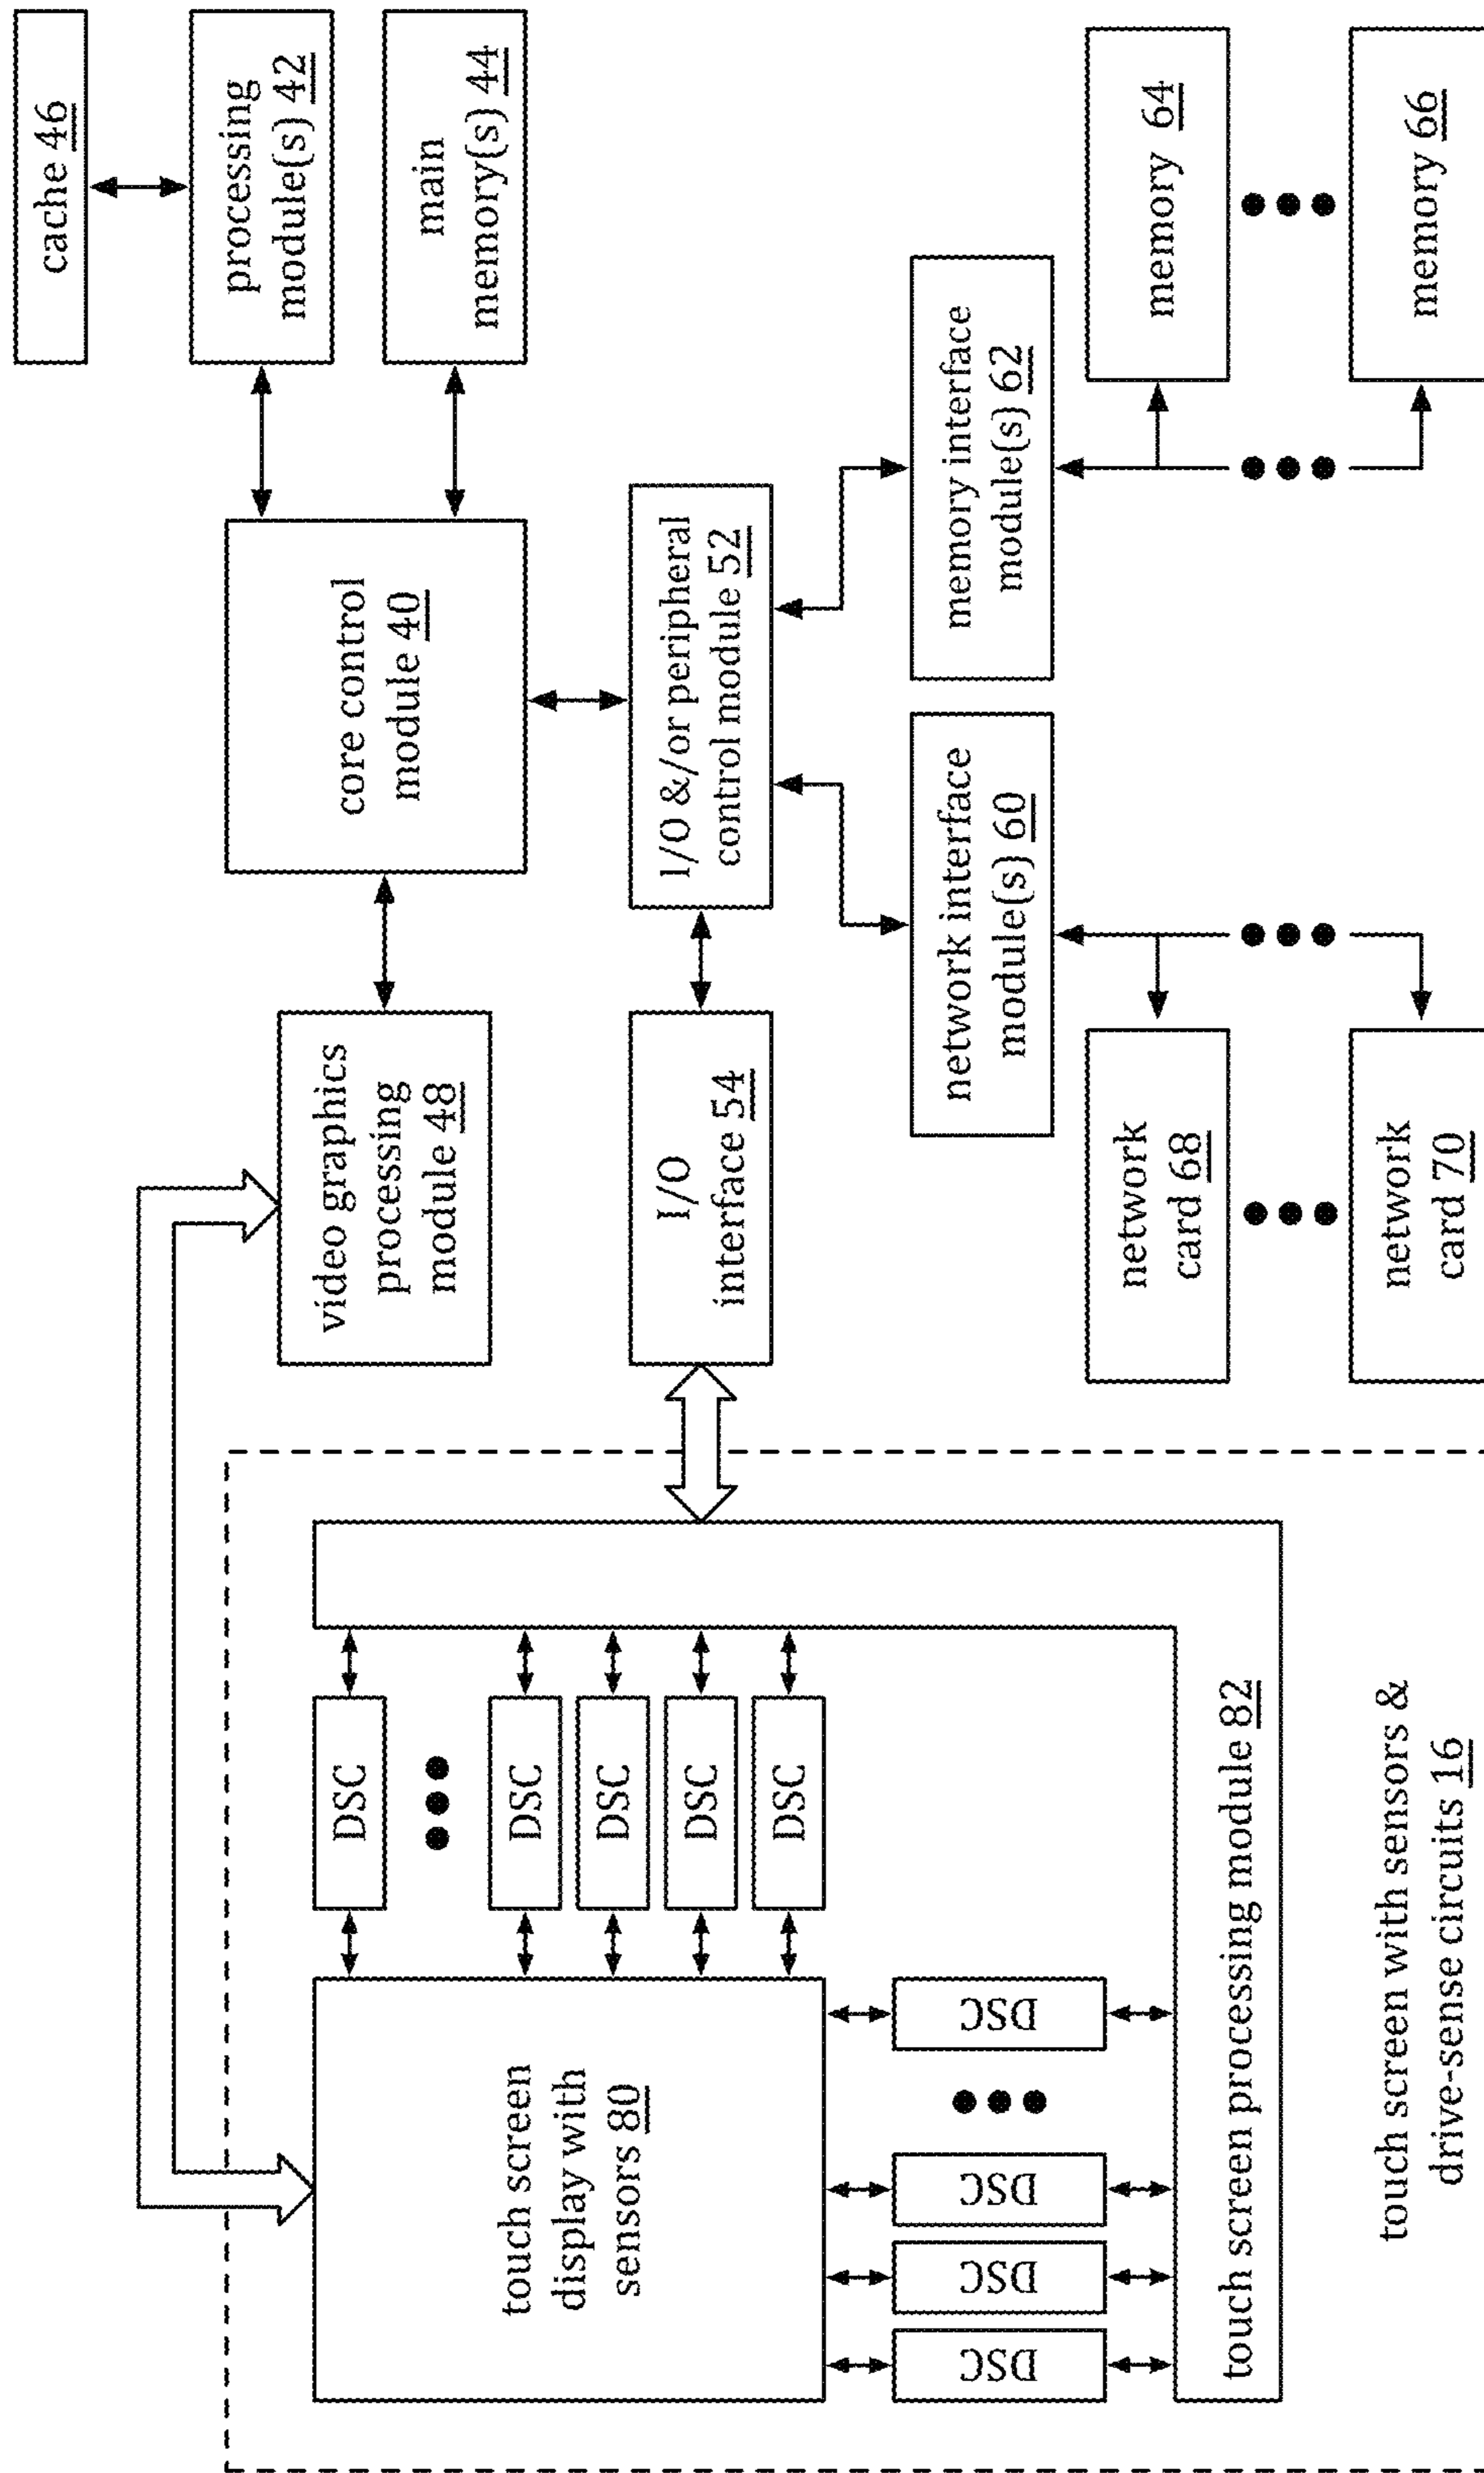 cache 46
processing
module(s) 42
main
memory(s) 44
core control
module 40
video graphics
processing
module 48
I/O &/or peripheral
control module 52
I/O
interface 54
memory interface
module(s) 62
network interface
module(s) 60
memory 64
memory 66
network
card 68
network
card 70
touch screen
display with
sensors 80
DSC
DSC
DSC
DSC
DSC
DSC
DSC
DSC
DSC
touch screen processing module 82
touch screen with sensors &
drive-sense circuits 16